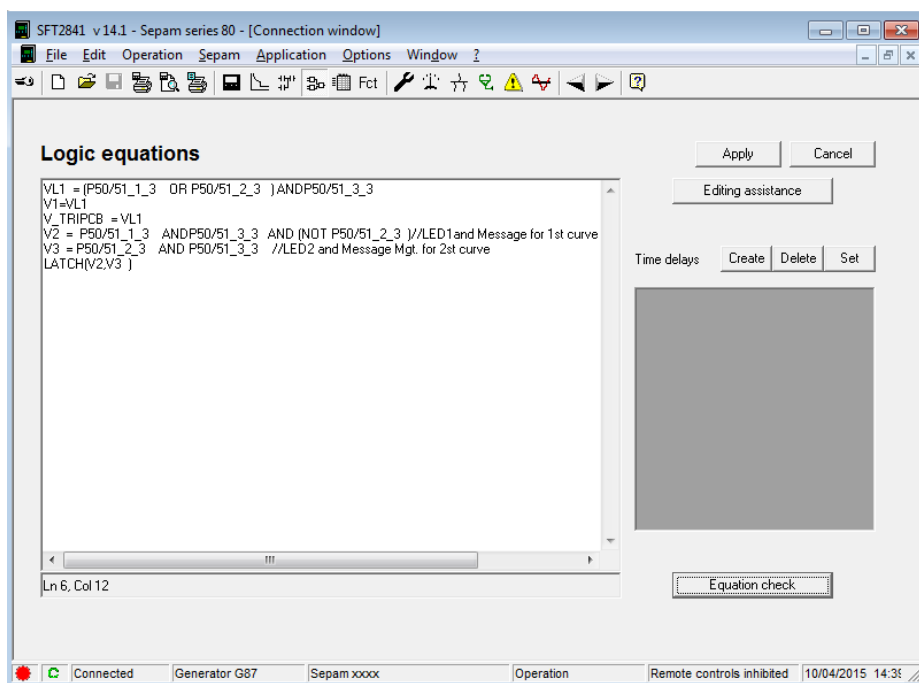 SFT2841 v 14.1 - Sepam series 80 - [Connection window]
File Edit Operation Sepam Application Options Window ?
Fct
Logic equations
Apply Cancel
VL1 = (P50/51_1_3 OR P50/51_2_3 ) ANDP50/51_3_3
V1=VL1
V_TRIPCB = VL1
V2 = P50/51_1_3 ANDP50/51_3_3 AND (NOT P50/51_2_3 )//LED1and Message for 1st curve
V3 = P50/51_2_3 AND P50/51_3_3 //LED2 and Message Mgt. for 2st curve
LATCH(V2,V3 )
Editing assistance
Time delays Create Delete Set
Ln 6, Col 12
Equation check
Connected Generator G87 Sepam xxxx Operation Remote controls inhibited 10/04/2015